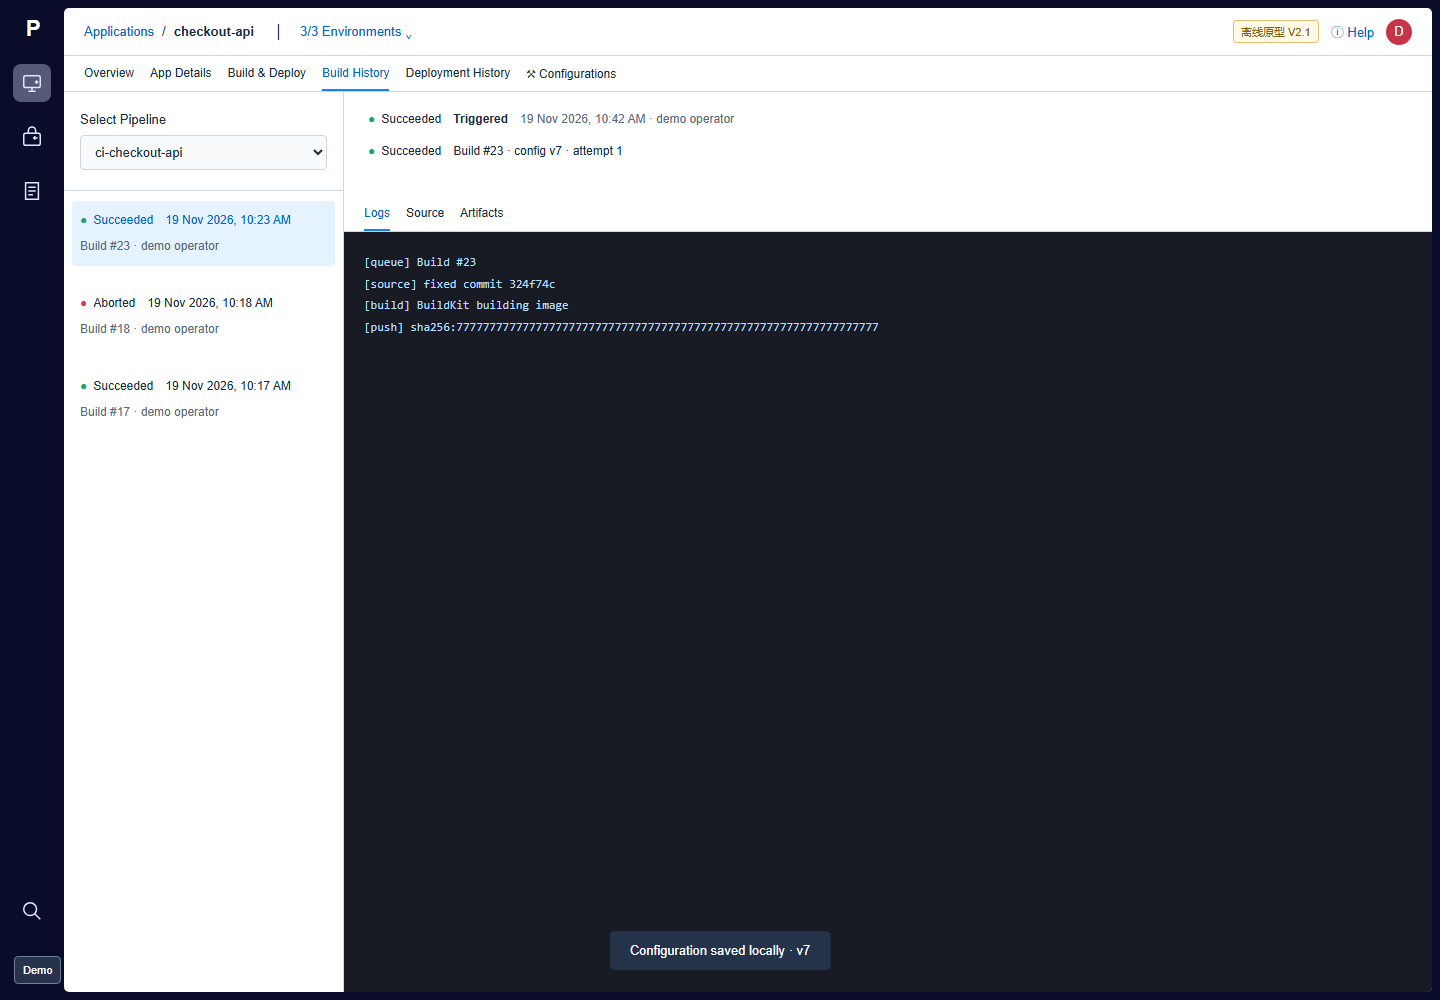 P
Applications / checkout-api | 3/3 Environments
离线原型 V2.1
Help
D
Overview
App Details
Build & Deploy
Build History
Deployment History
Configurations
Select Pipeline
ci-checkout-api
Succeeded 19 Nov 2026, 10:23 AM
Build #23 · demo operator
Aborted 19 Nov 2026, 10:18 AM
Build #18 · demo operator
Succeeded 19 Nov 2026, 10:17 AM
Build #17 · demo operator
Succeeded Triggered 19 Nov 2026, 10:42 AM · demo operator
Succeeded Build #23 · config v7 · attempt 1
Logs
Source
Artifacts
[queue] Build #23
[source] fixed commit 324f74c
[build] BuildKit building image
[push] sha256:7777777777777777777777777777777777777777777777777777777777777777
Configuration saved locally · v7
Demo